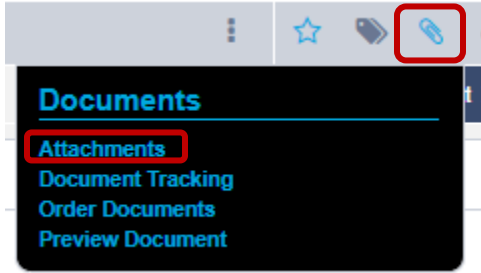 Documents
t
Attachments
Document Tracking
Order Documents
Preview Document